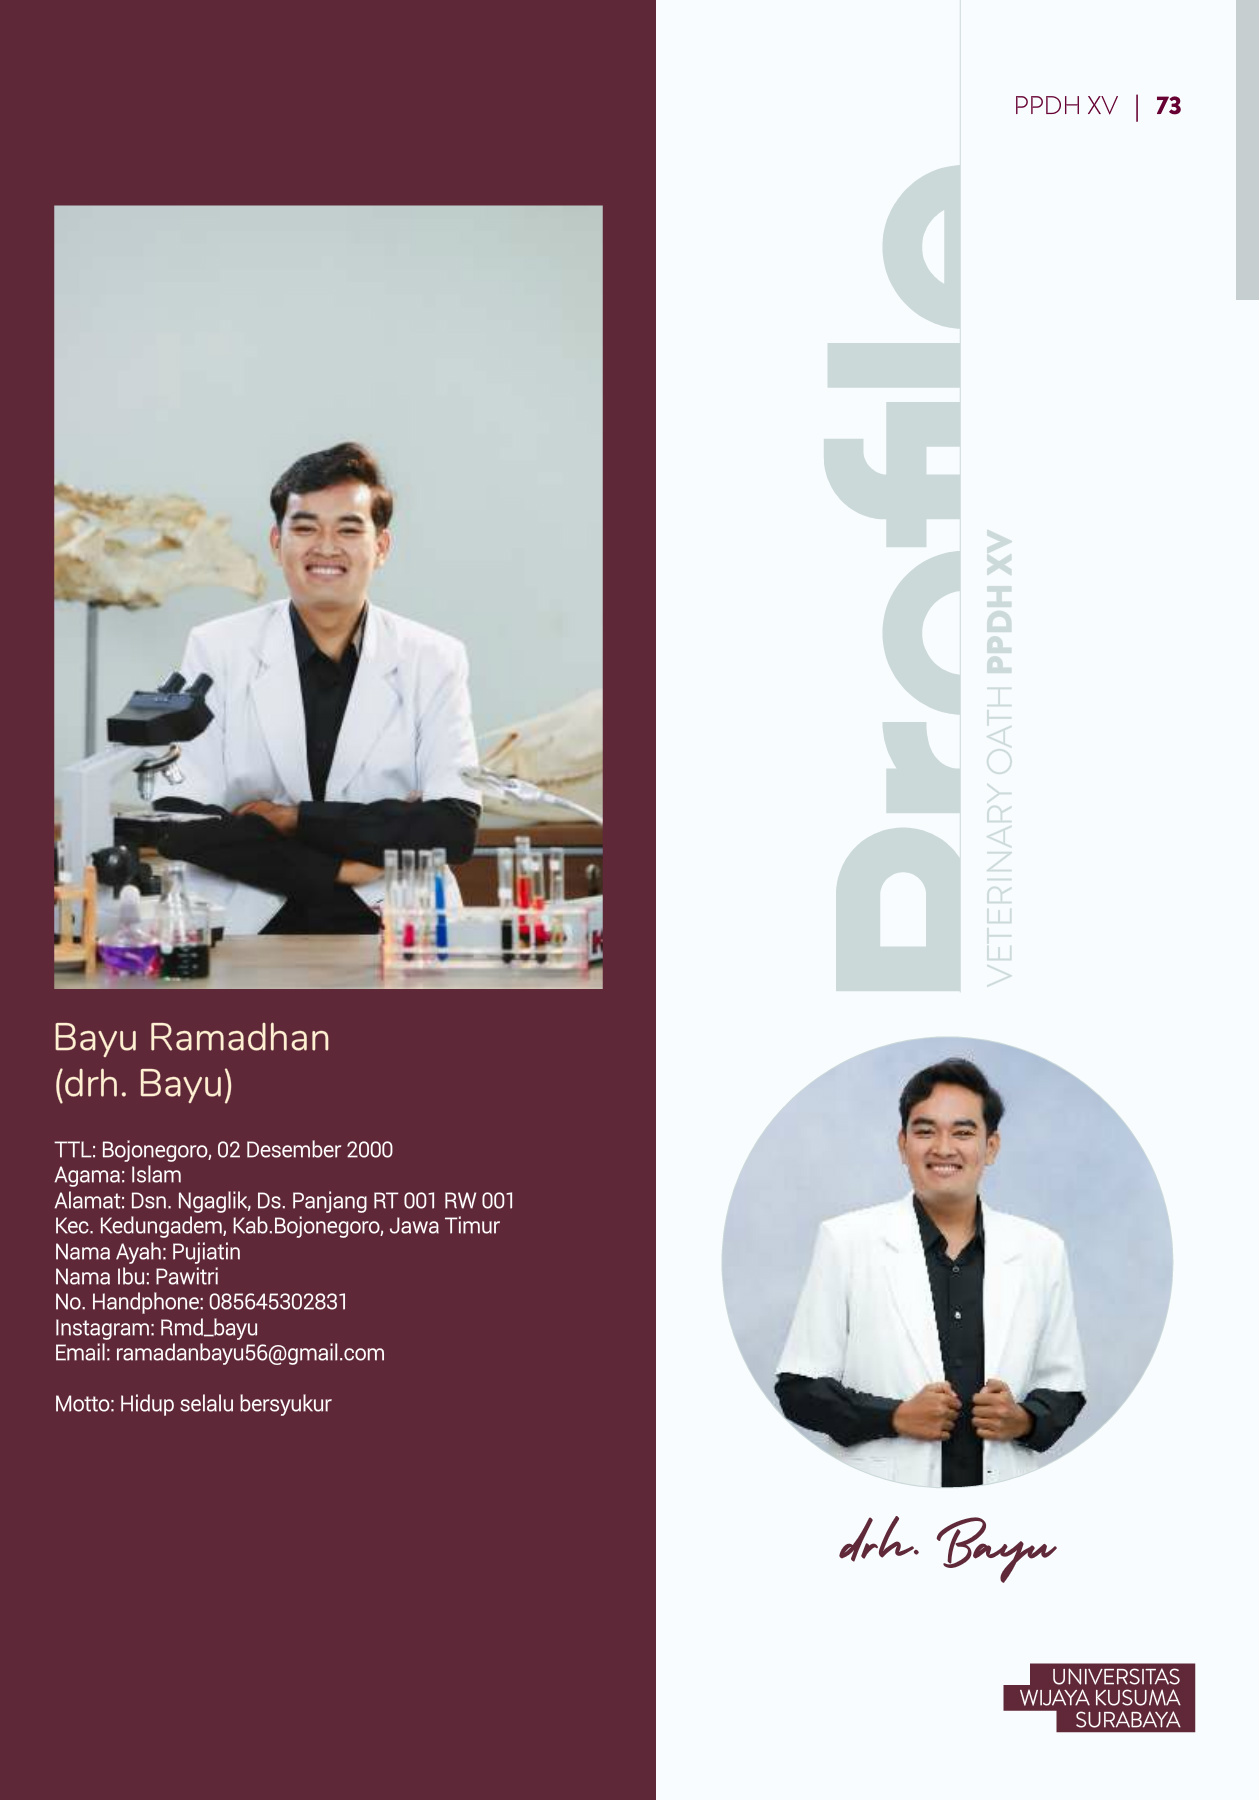 PPDH XV | 73
Profile
VETERINARY OATH PPDH XV
Bayu Ramadhan
(drh. Bayu)
TTL: Bojonegoro, 02 Desember 2000
Agama: Islam
Alamat: Dsn. Ngaglik, Ds. Panjang RT 001 RW 001
Kec. Kedungadem, Kab.Bojonegoro, Jawa Timur
Nama Ayah: Pujiatin
Nama Ibu: Pawitri
No. Handphone: 085645302831
Instagram: Rmd_bayu
Email: ramadanbayu56@gmail.com
Motto: Hidup selalu bersyukur
drh. Bayu
UNIVERSITAS
WIJAYA KUSUMA
SURABAYA